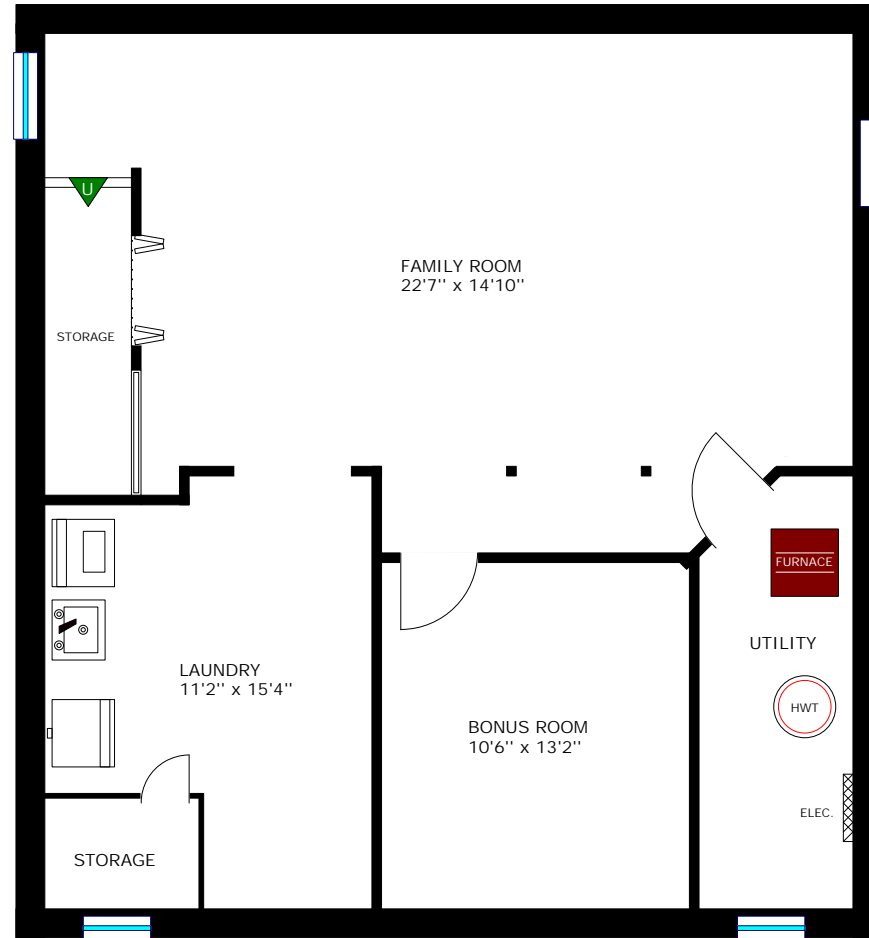 U
FAMILY ROOM
22'7'' x 14'10''
STORAGE
FURNACE
UTILITY
LAUNDRY
11'2'' x 15'4''
HWT
BONUS ROOM
10'6'' x 13'2''
ELEC.
STORAGE